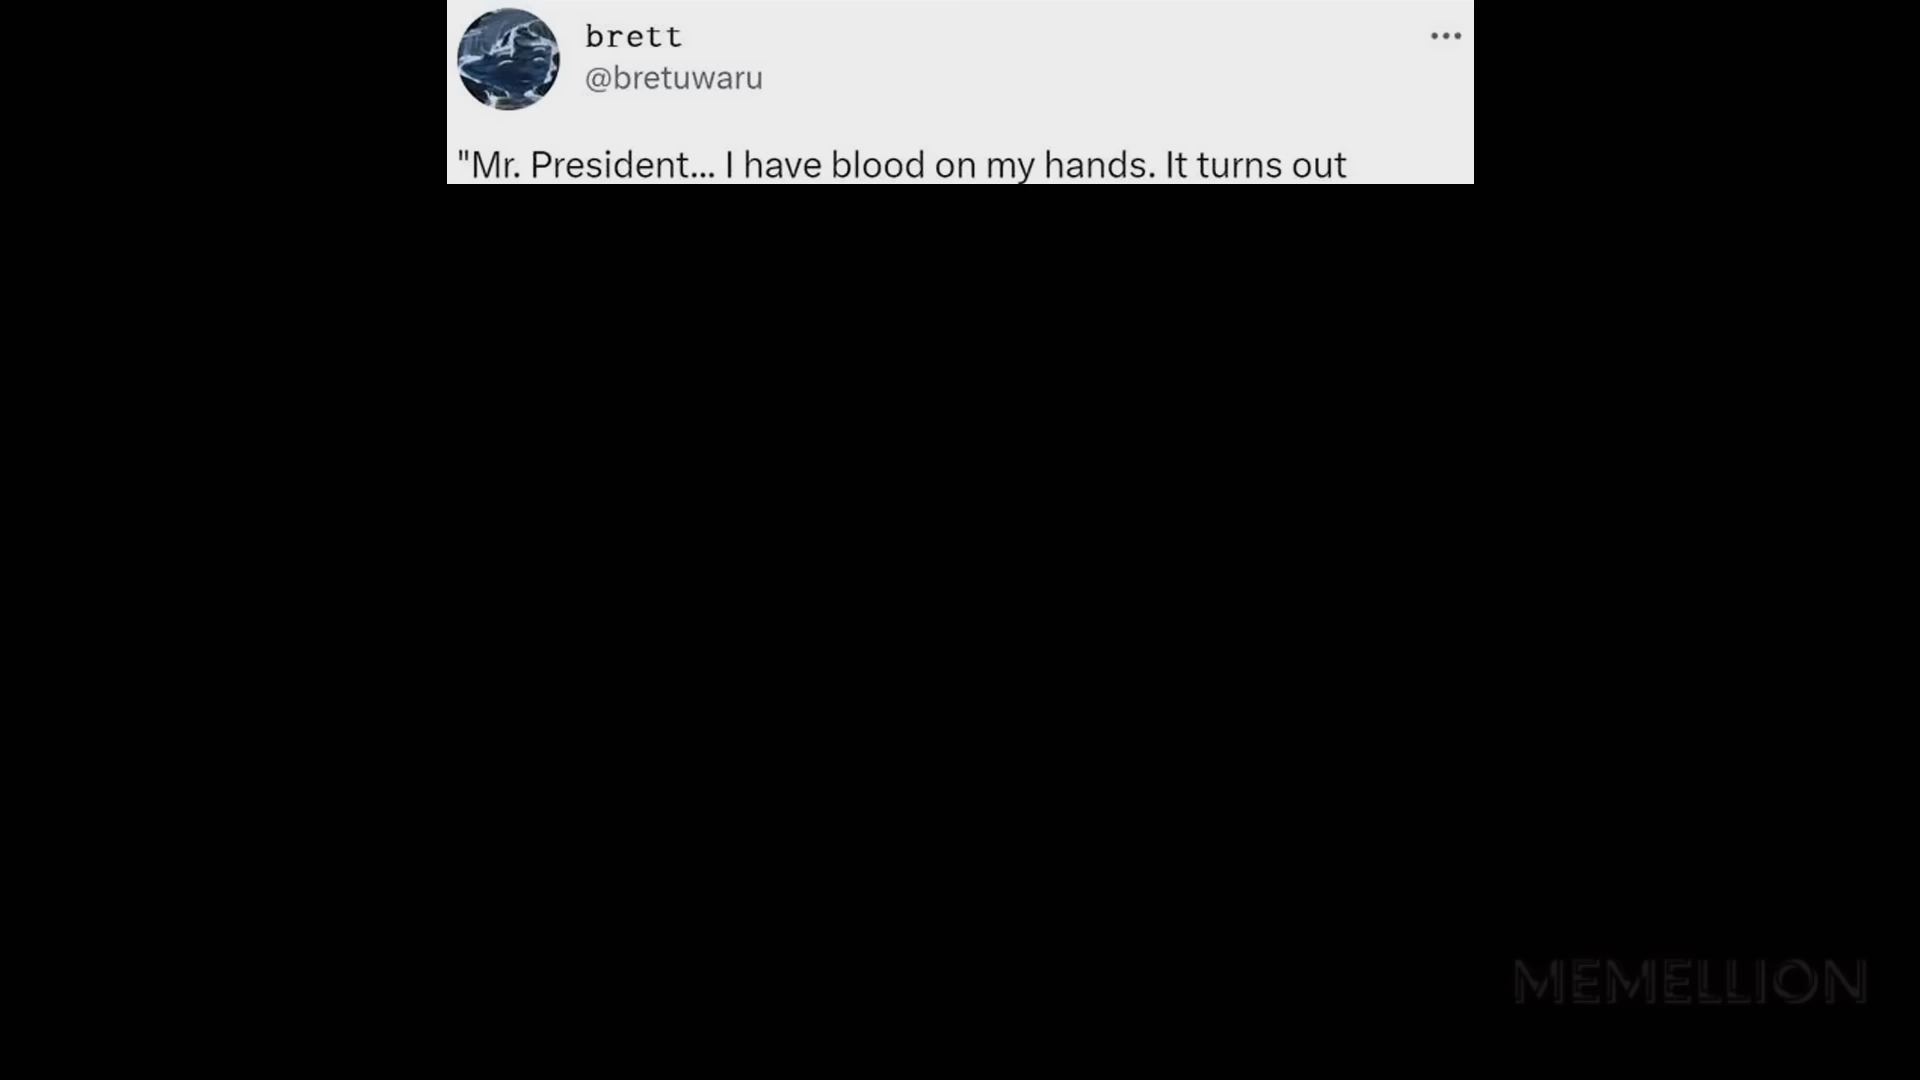 brett
@bretuwaru
"Mr. President... I have blood on my hands. It turns out
MEMELLION